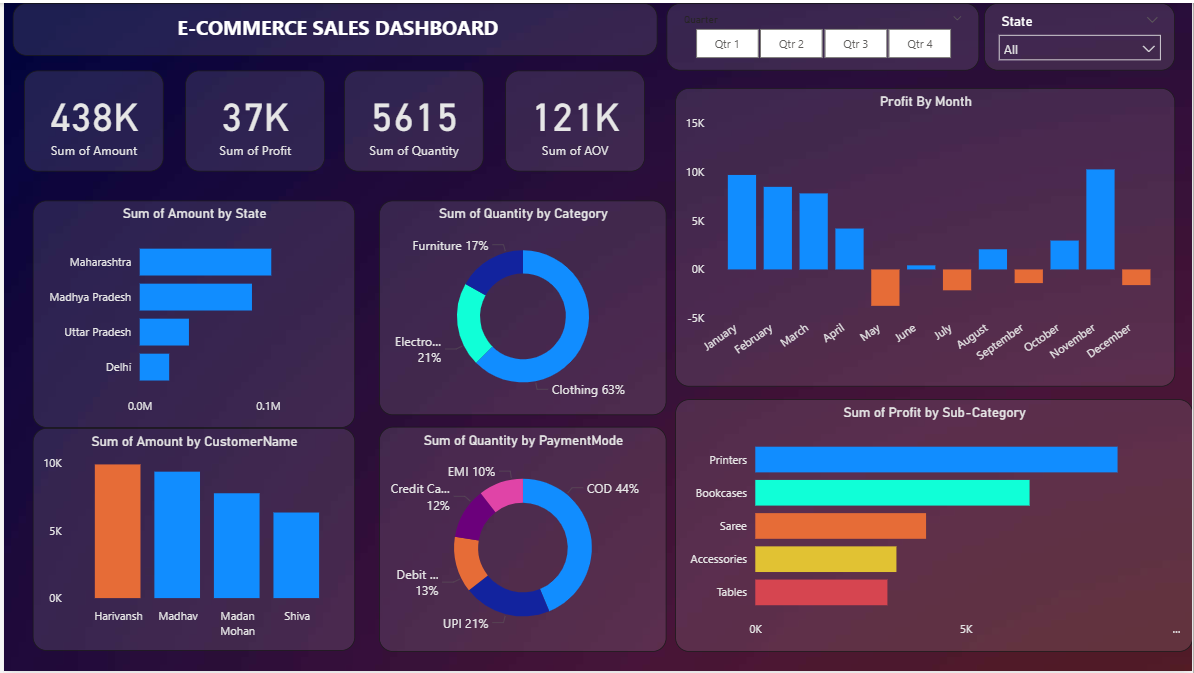 E-COMMERCE SALES DASHBOARD
Quarter
Qtr 1
Qtr 2
Qtr 3
Qtr 4
State
All
438K
Sum of Amount
37K
Sum of Profit
5615
Sum of Quantity
121K
Sum of AOV
Profit By Month
15K
10K
5K
0K
-5K
January
February
March
April
May
June
July
August
September
October
November
December
Sum of Amount by State
Maharashtra
Madhya Pradesh
Uttar Pradesh
Delhi
0.0M
0.1M
Sum of Quantity by Category
Furniture 17%
Electro...
21%
Clothing 63%
Sum of Amount by CustomerName
10K
5K
0K
Harivansh
Madhav
Madan
Mohan
Shiva
Sum of Quantity by PaymentMode
EMI 10%
Credit Ca...
12%
Debit ...
13%
UPI 21%
COD 44%
Sum of Profit by Sub-Category
Printers
Bookcases
Saree
Accessories
Tables
0K
5K
...